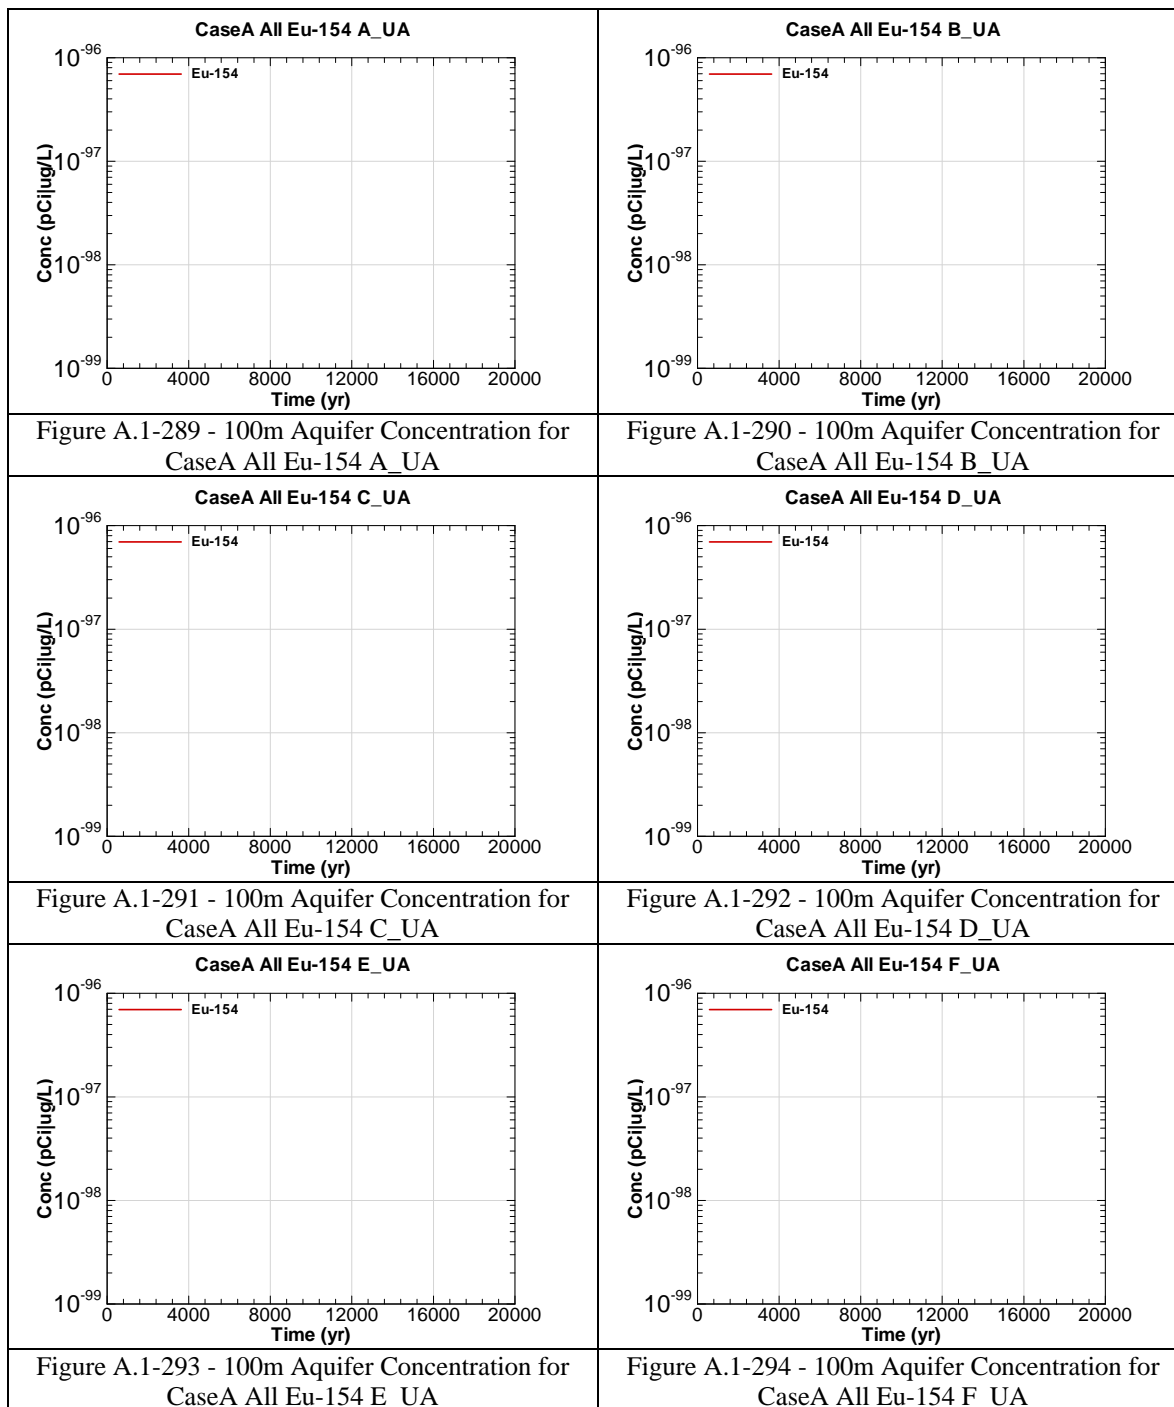 CaseA All Eu-154 A_UA
10-96
Eu-154
10-97
Conc (pCi|ug/L)
10-98
10-99
0 4000 8000 12000 16000 20000
Time (yr)
Figure A.1-289 - 100m Aquifer Concentration for
CaseA All Eu-154 A_UA
CaseA All Eu-154 B_UA
10-96
Eu-154
10-97
Conc (pCi|ug/L)
10-98
10-99
0 4000 8000 12000 16000 20000
Time (yr)
Figure A.1-290 - 100m Aquifer Concentration for
CaseA All Eu-154 B_UA
CaseA All Eu-154 C_UA
10-96
Eu-154
10-97
Conc (pCi|ug/L)
10-98
10-99
0 4000 8000 12000 16000 20000
Time (yr)
Figure A.1-291 - 100m Aquifer Concentration for
CaseA All Eu-154 C_UA
CaseA All Eu-154 D_UA
10-96
Eu-154
10-97
Conc (pCi|ug/L)
10-98
10-99
0 4000 8000 12000 16000 20000
Time (yr)
Figure A.1-292 - 100m Aquifer Concentration for
CaseA All Eu-154 D_UA
CaseA All Eu-154 E_UA
10-96
Eu-154
10-97
Conc (pCi|ug/L)
10-98
10-99
0 4000 8000 12000 16000 20000
Time (yr)
Figure A.1-293 - 100m Aquifer Concentration for
CaseA All Eu-154 E_UA
CaseA All Eu-154 F_UA
10-96
Eu-154
10-97
Conc (pCi|ug/L)
10-98
10-99
0 4000 8000 12000 16000 20000
Time (yr)
Figure A.1-294 - 100m Aquifer Concentration for
CaseA All Eu-154 F_UA